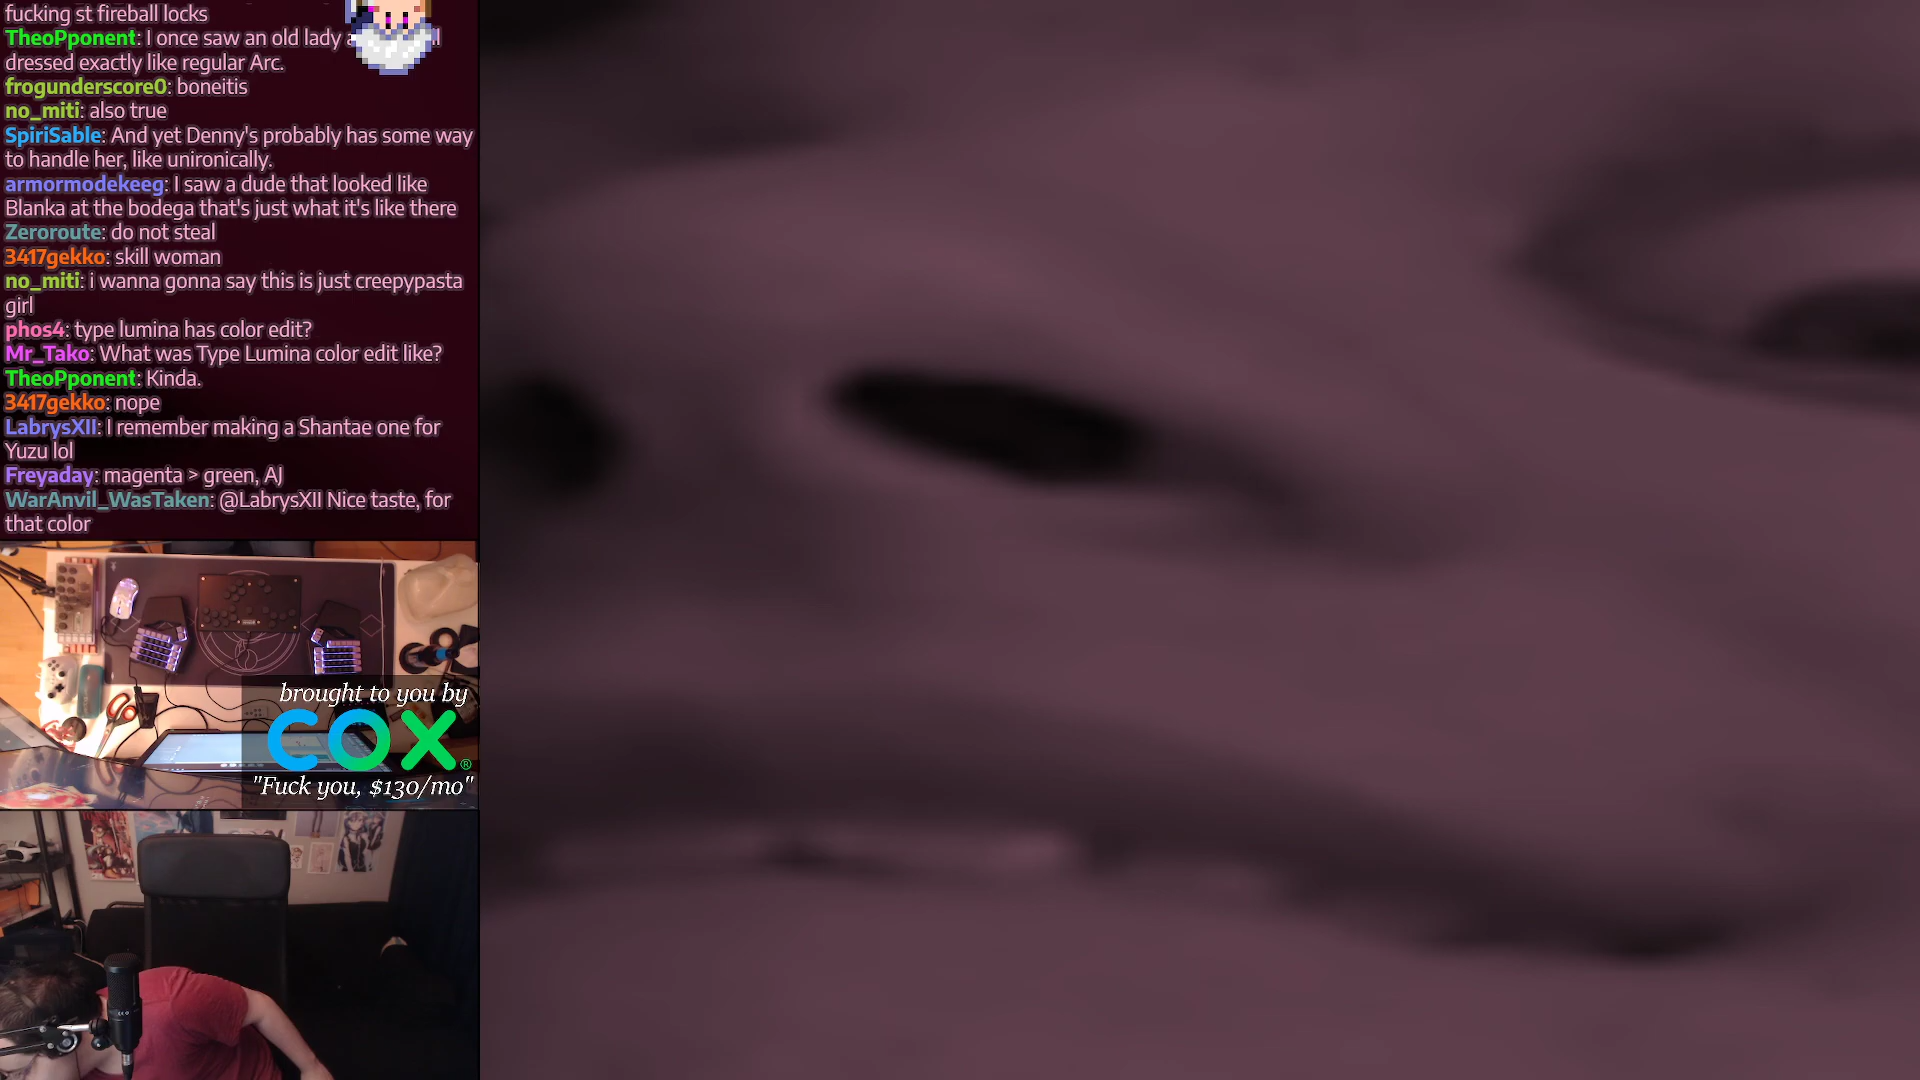 fucking st fireball locks
TheoPponent: I once saw an old lady
dressed exactly like regular Arc.
frogunderscore0: boneitis
no_miti: also true
SpiriSable: And yet Denny's probably has some way
to handle her, like unironically.
armormodekeeg: I saw a dude that looked like
Blanka at the bodega that's just what it's like there
Zeroroute: do not steal
3417gekko: skill woman
no_miti: i wanna gonna say this is just creepypasta
girl
phos4: type lumina has color edit?
Mr_Tako: What was Type Lumina color edit like?
TheoPponent: Kinda.
3417gekko: nope
LabrysXII: I remember making a Shantae one for
Yuzu lol
Freyaday: magenta > green, AJ
WarAnvil_WasTaken: @LabrysXII Nice taste, for
that color
brought to you by
COX®
"Fuck you, $130/mo"